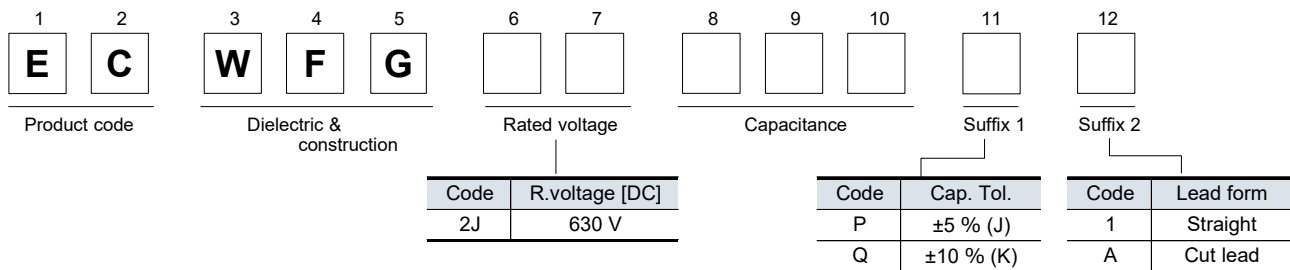 1 2 3 4 5 6 7 8 9 10 11 12
E C W F G
Product code Dielectric & Rated voltage Capacitance Suffix 1 Suffix 2
construction
Code R.voltage [DC] Code Cap. Tol. Code Lead form
2J 630 V P ±5 % (J) 1 Straight
Q ±10 % (K) A Cut lead